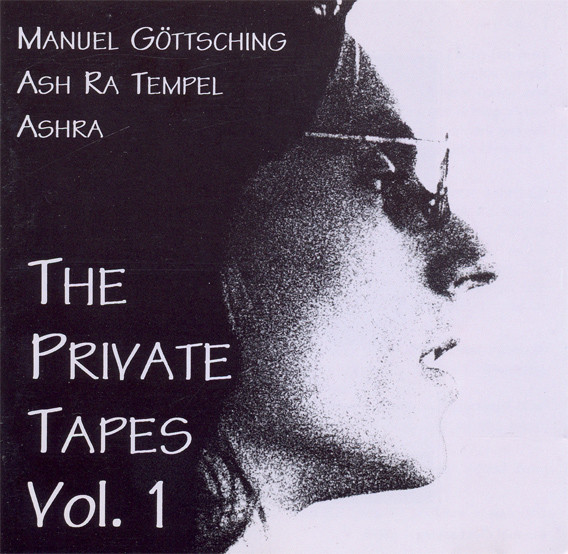 MANUEL GÖTTSCHING
ASH RA TEMPEL
ASHRA
THE
PRIVATE
TAPES
VOL. 1